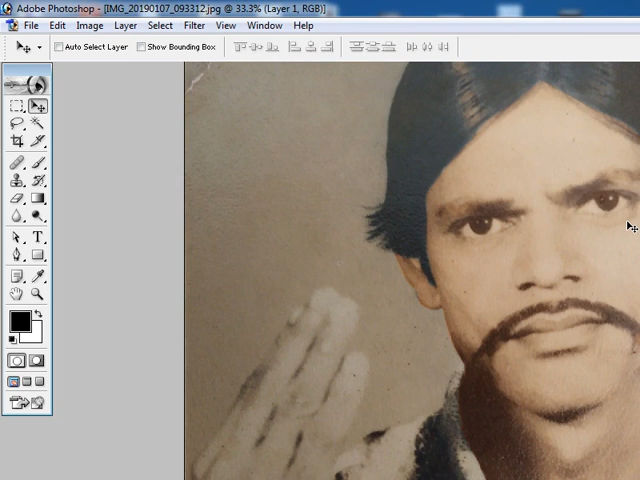 Adobe Photoshop - [IMG_20190107_093312.jpg @ 33.3% (Layer 1, RGB)]
File Edit Image Layer Select Filter View Window Help
Auto Select Layer Show Bounding Box
T